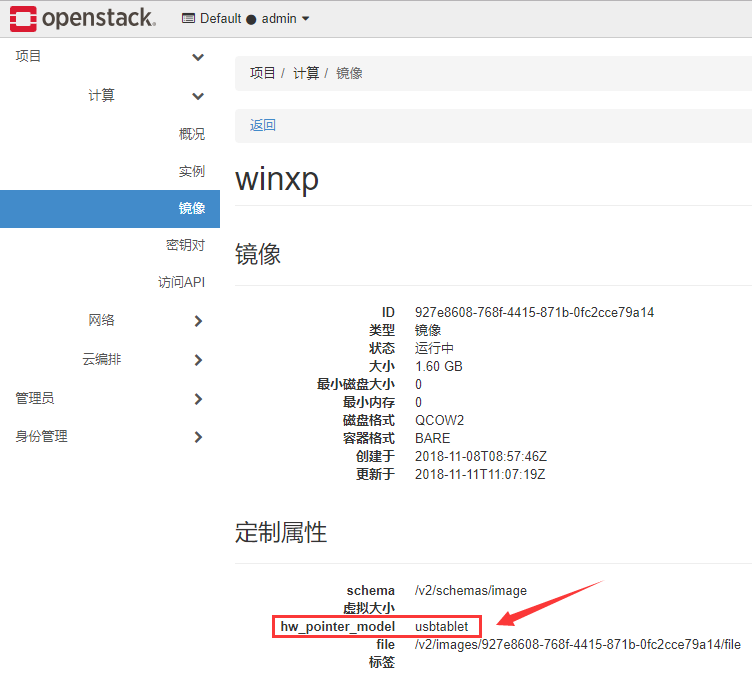 openstack. Default admin
项目
计算
概况
实例
镜像
密钥对
访问API
网络
云编排
管理员
身份管理
项目 / 计算 / 镜像
返回
winxp
镜像
ID 927e8608-768f-4415-871b-0fc2cce79a14
类型 镜像
状态 运行中
大小 1.60 GB
最小磁盘大小 0
最小内存 0
磁盘格式 QCOW2
容器格式 BARE
创建于 2018-11-08T08:57:46Z
更新于 2018-11-11T11:07:19Z
定制属性
schema /v2/schemas/image
虚拟大小
hw_pointer_model usbtablet
file /v2/images/927e8608-768f-4415-871b-0fc2cce79a14/file
标签